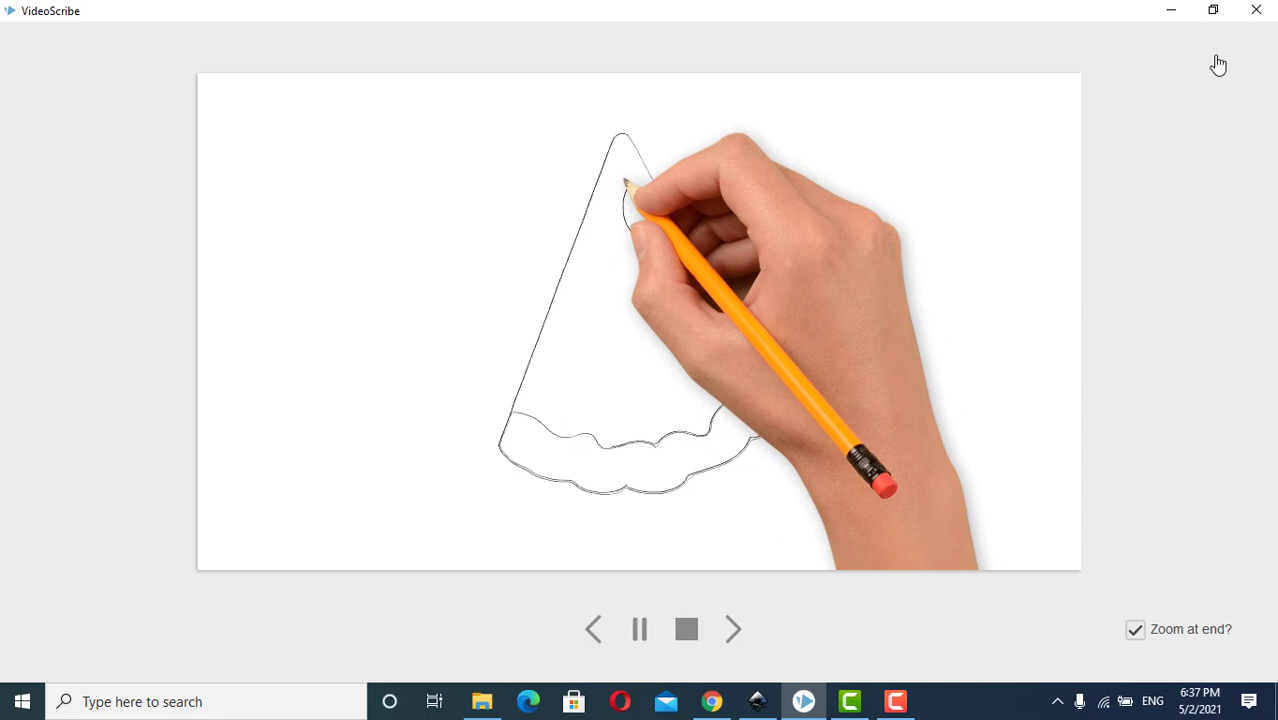 VideoScribe
Zoom at end?
Type here to search
ENG
6:37 PM
5/2/2021